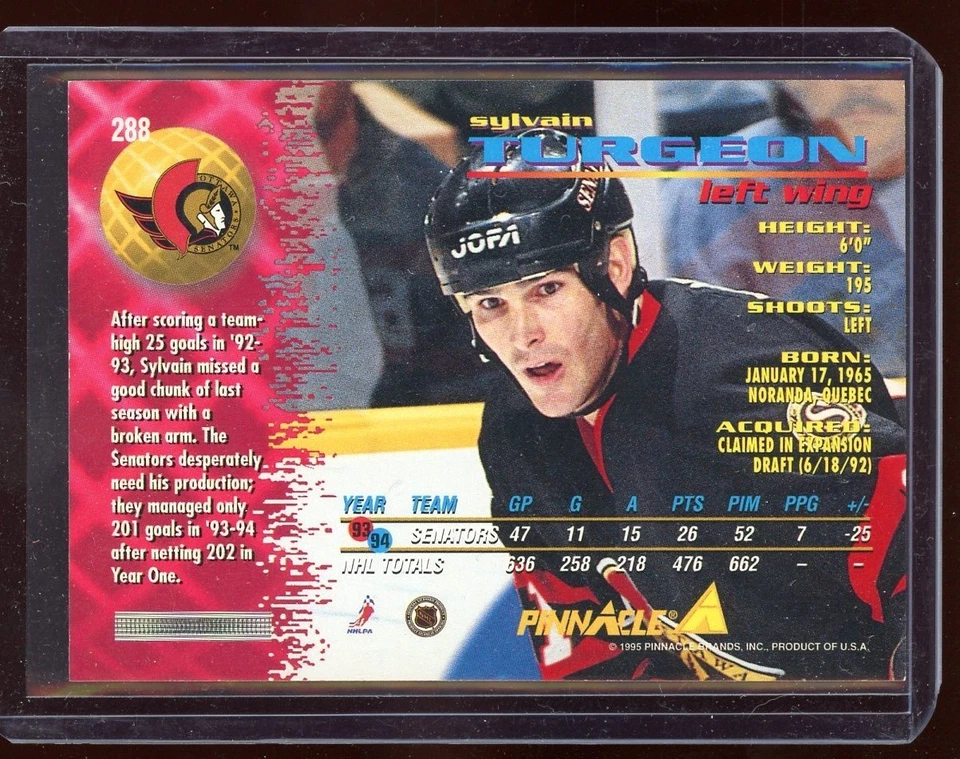 288
OTTAWA
SENATORS
TM
After scoring a team-
high 25 goals in '92-
93, Sylvain missed a
good chunk of last
season with a
broken arm. The
Senators desperately
need his production;
they managed only
201 goals in '93-94
after netting 202 in
Year One.
sylvain
TURGEON
left wing
HEIGHT:
6'0"
WEIGHT:
195
SHOOTS:
LEFT
BORN:
JANUARY 17, 1965
NORANDA, QUEBEC
ACQUIRED:
CLAIMED IN EXPANSION
DRAFT (6/18/92)
JOFA
SENA
YEAR TEAM GP G A PTS PIM PPG +/-
93 94 SENATORS 47 11 15 26 52 7 -25
NHL TOTALS 636 258 218 476 662 – –
NHLPA
PINNACLE®
© 1995 PINNACLE BRANDS, INC., PRODUCT OF U.S.A.